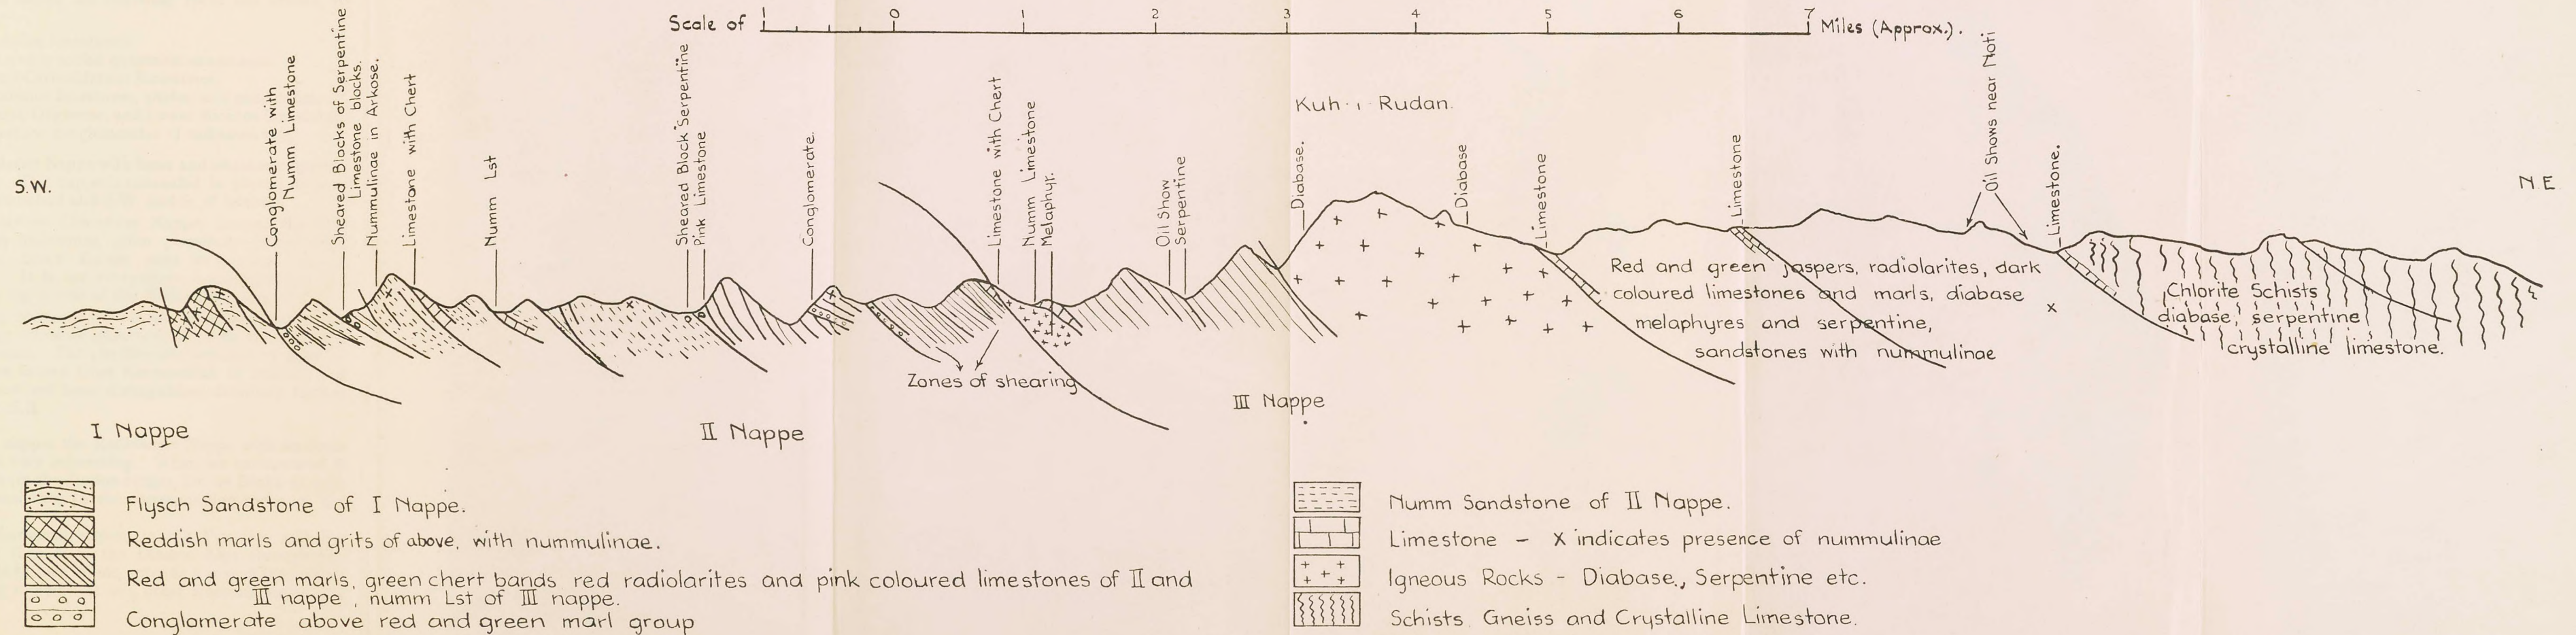 Scale of 1 0 1 2 3 4 5 6 7 Miles (Approx.).
S.W.
N E
Conglomerate with
Numm Limestone
Sheared Blocks of Serpentine
Limestone blocks.
Nummulinae in Arkose.
Limestone with Chert
Numm Lst
Sheared Block Serpentine
Pink Limestone
Conglomerate.
Limestone with Chert
Numm Limestone
Melaphyr.
Oil Show
Serpentine
Kuh-i Rudan.
Diabase.
Diabase
Limestone
Limestone
Oil Shows near Noti
Limestone.
Red and green jaspers, radiolarites, dark
coloured limestones and marls, diabase
melaphyres and serpentine,
sandstones with nummulinae
x
Chlorite Schists
diabase, serpentine
crystalline limestone.
Zones of shearing
I Nappe
II Nappe
III Nappe
Flysch Sandstone of I Nappe.
Reddish marls and grits of above, with nummulinae.
Red and green marls, green chert bands red radiolarites and pink coloured limestones of II and
III nappe, numm Lst of III nappe.
Conglomerate above red and green marl group
Numm Sandstone of II Nappe.
Limestone - X indicates presence of nummulinae
Igneous Rocks - Diabase, Serpentine etc.
Schists Gneiss and Crystalline Limestone.